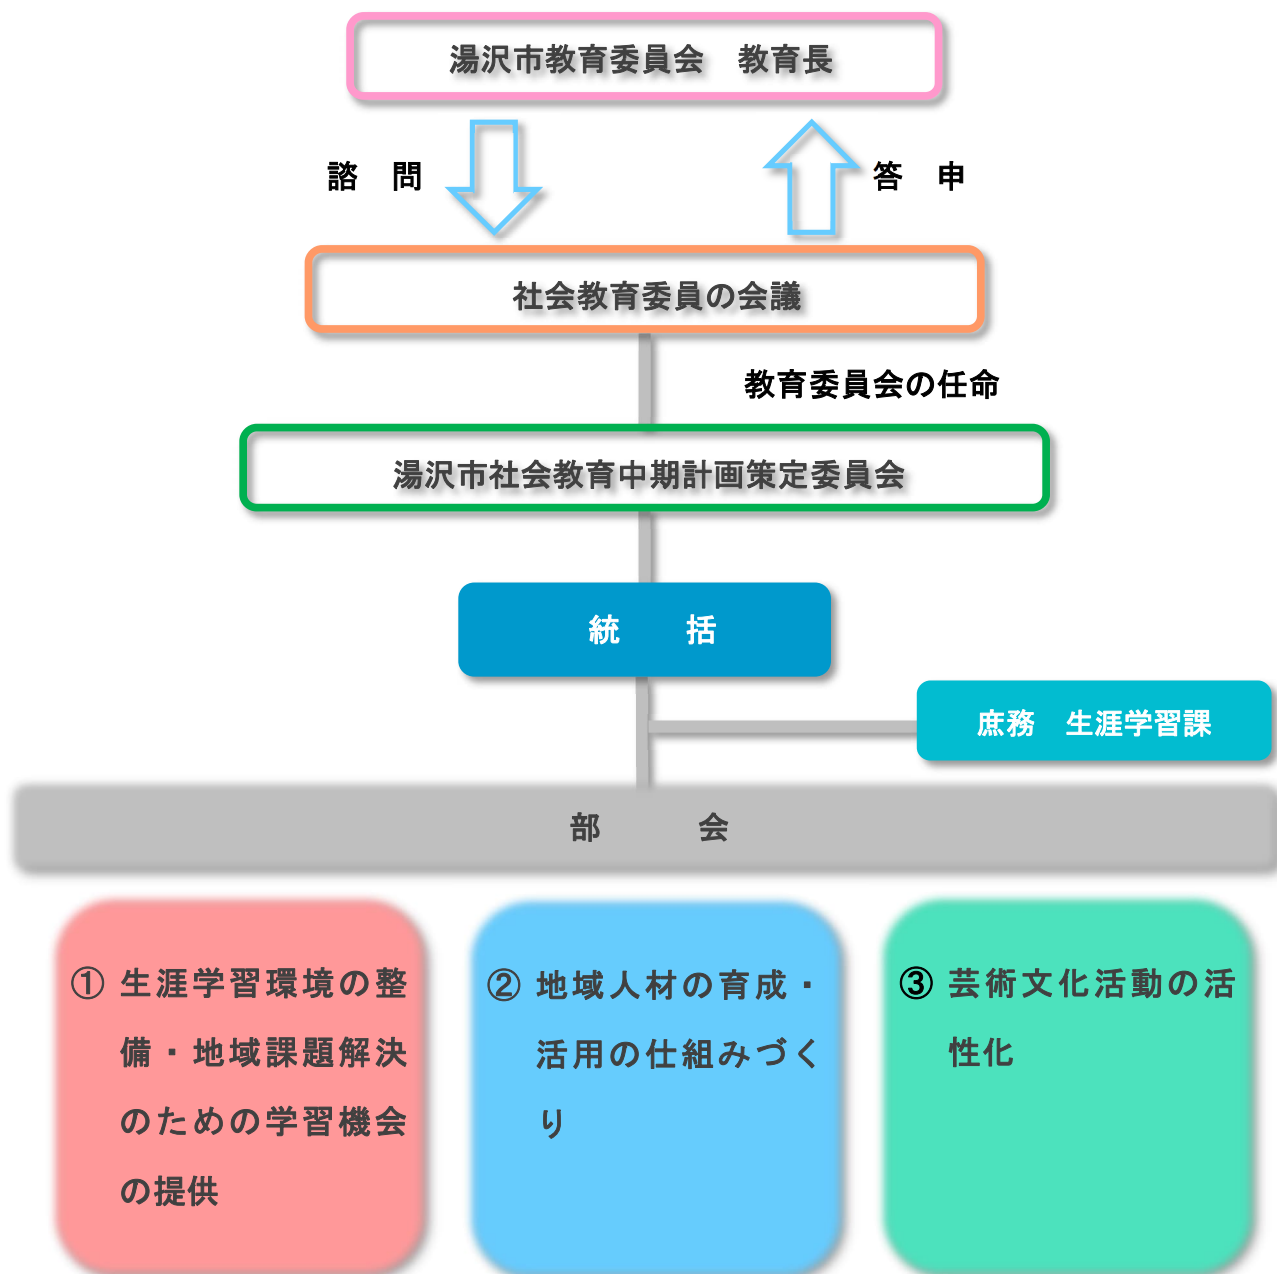 湯沢市教育委員会　教育長
諮　問
答　申
社会教育委員の会議
教育委員会の任命
湯沢市社会教育中期計画策定委員会
統　　括
庶務　生涯学習課
部　　　会
① 生涯学習環境の整
備・地域課題解決
のための学習機会
の提供
② 地域人材の育成・
活用の仕組みづく
り
③ 芸術文化活動の活
性化